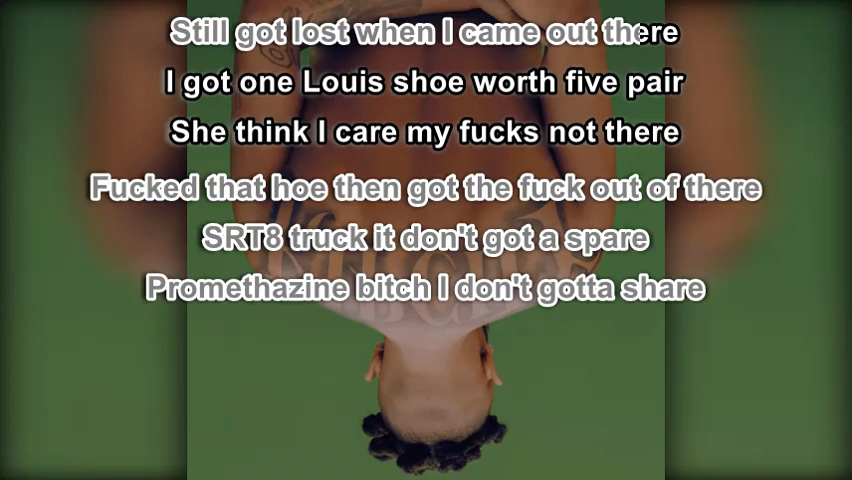 Still got lost when I came out there
I got one Louis shoe worth five pair
She think I care my fucks not there
Fucked that hoe then got the fuck out of there
SRT8 truck it don't got a spare
Promethazine bitch I don't gotta share